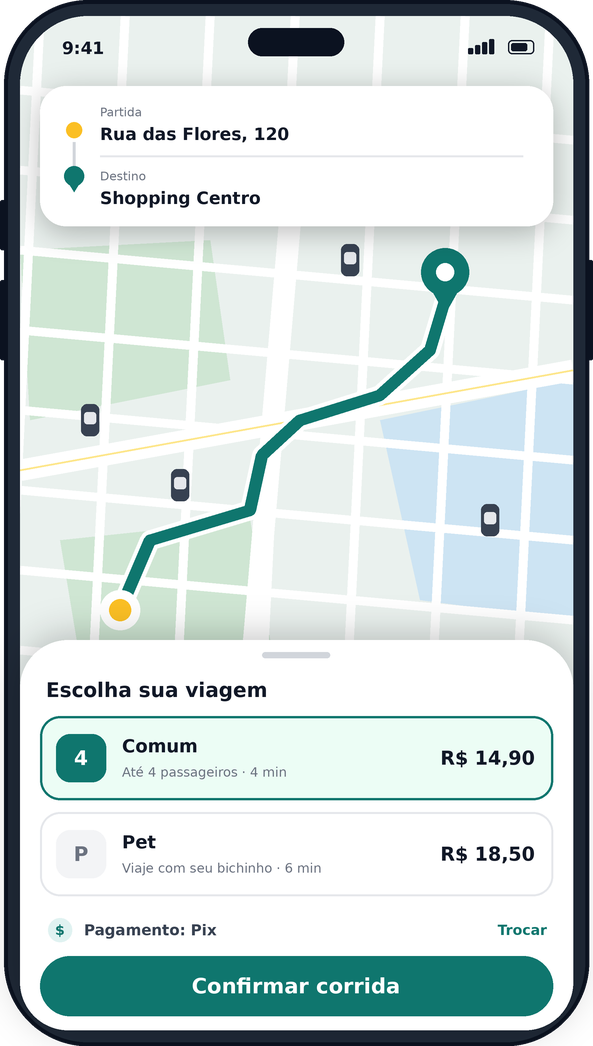 9:41
Partida
Rua das Flores, 120
Destino
Shopping Centro
Escolha sua viagem
4
Comum
Até 4 passageiros · 4 min
R$ 14,90
P
Pet
Viaje com seu bichinho · 6 min
R$ 18,50
$
Pagamento: Pix
Trocar
Confirmar corrida